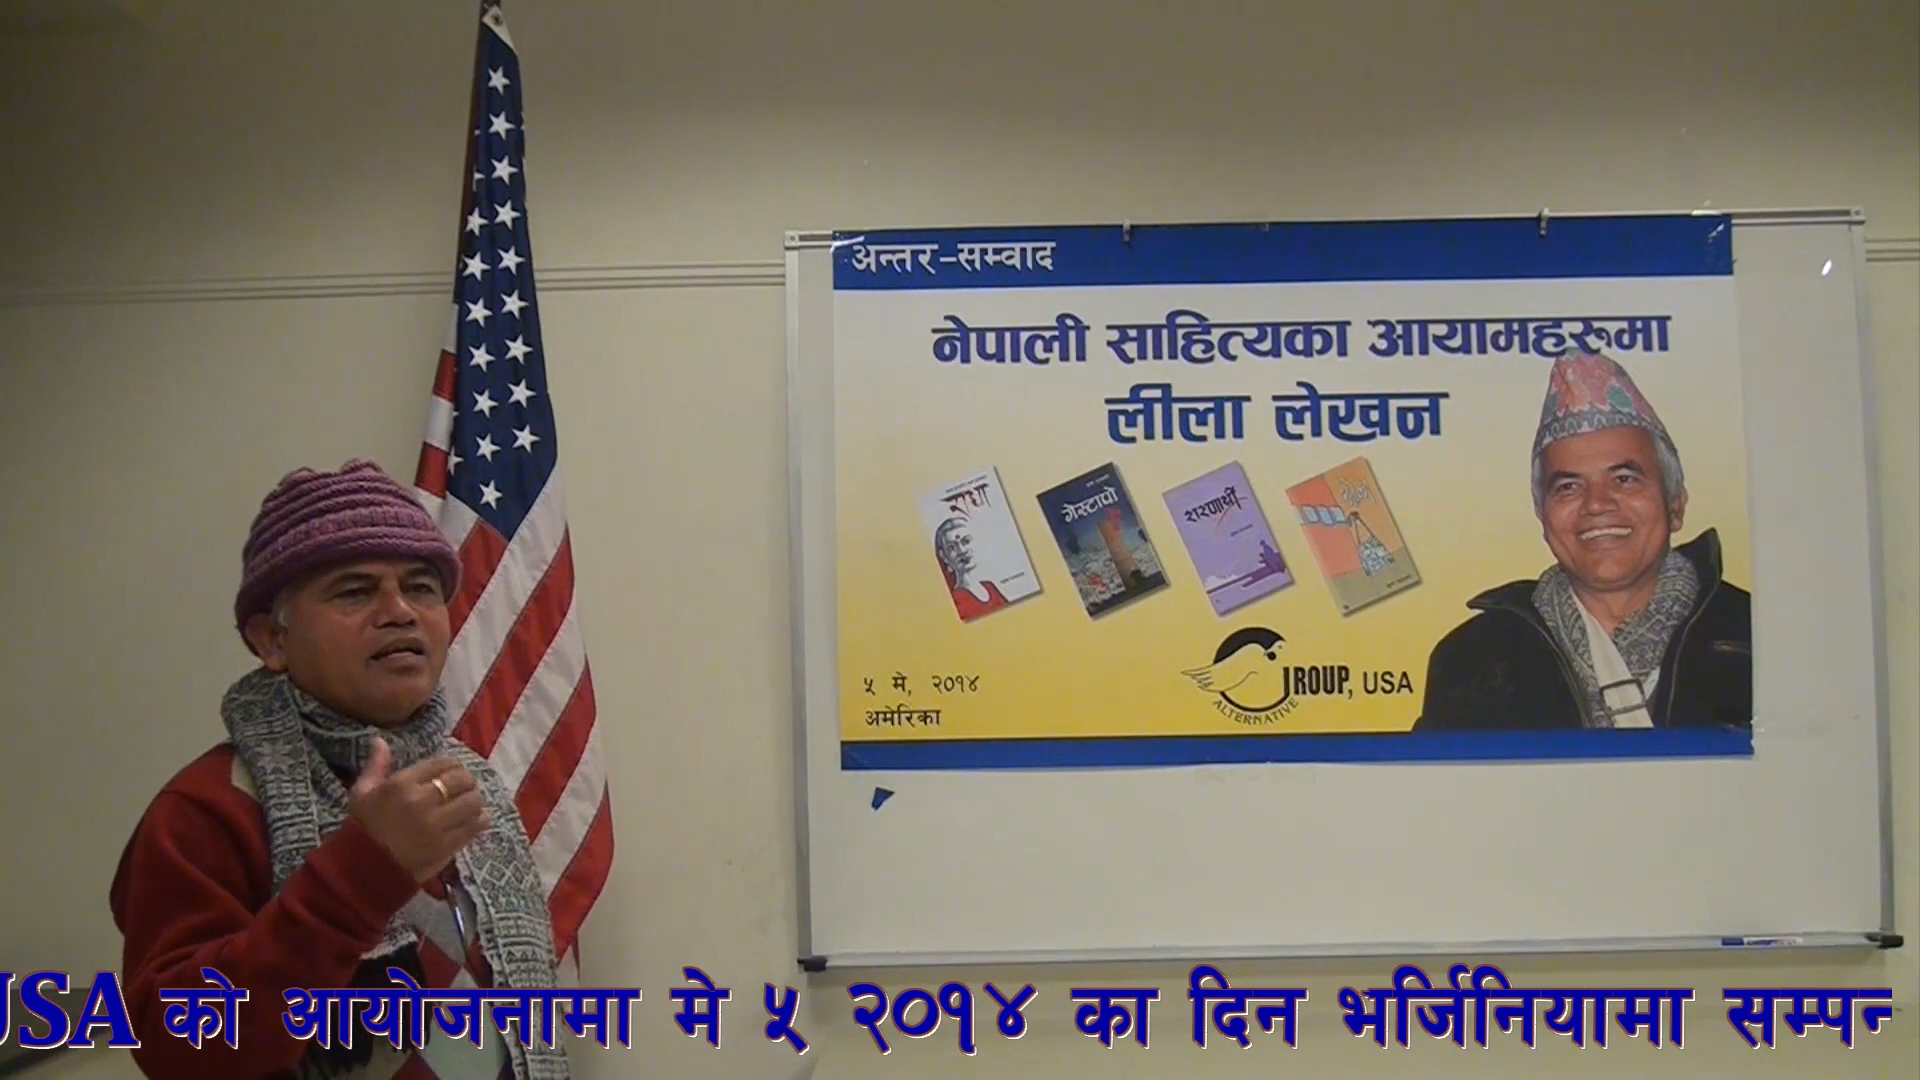 अन्तर-सम्वाद
नेपाली साहित्यका आयामहरूमा
लीला लेखन
राधा
गेस्टापो
शरणार्थी
५ मे, २०१४
अमेरिका
GROUP, USA
ALTERNATIVE
USA को आयोजनामा मे ५ २०१४ का दिन भर्जिनियामा सम्पन